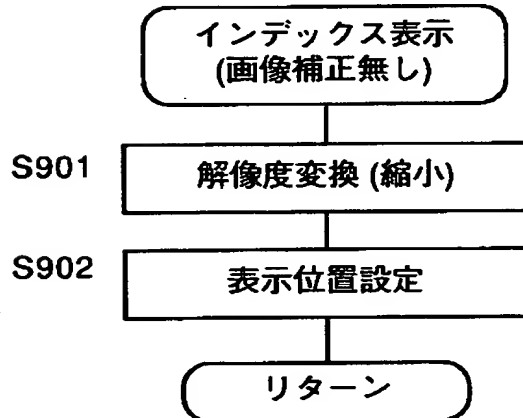 インデックス表示
(画像補正無し)
S901
解像度変換 (縮小)
S902
表示位置設定
リターン